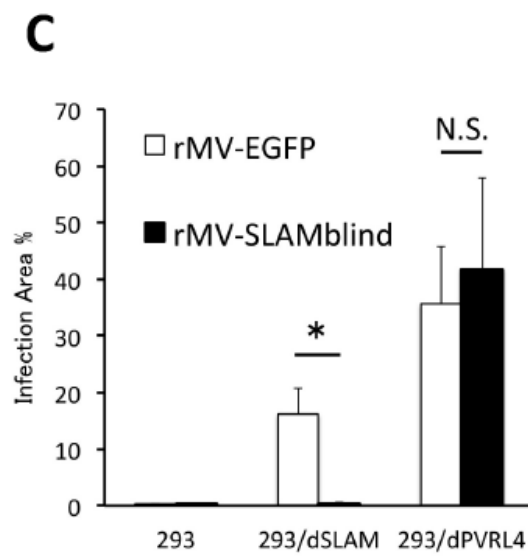 C
70
60
50
40
30
20
10
0
Infection Area %
rMV-EGFP
rMV-SLAMblind
*
N.S.
293
293/dSLAM
293/dPVRL4